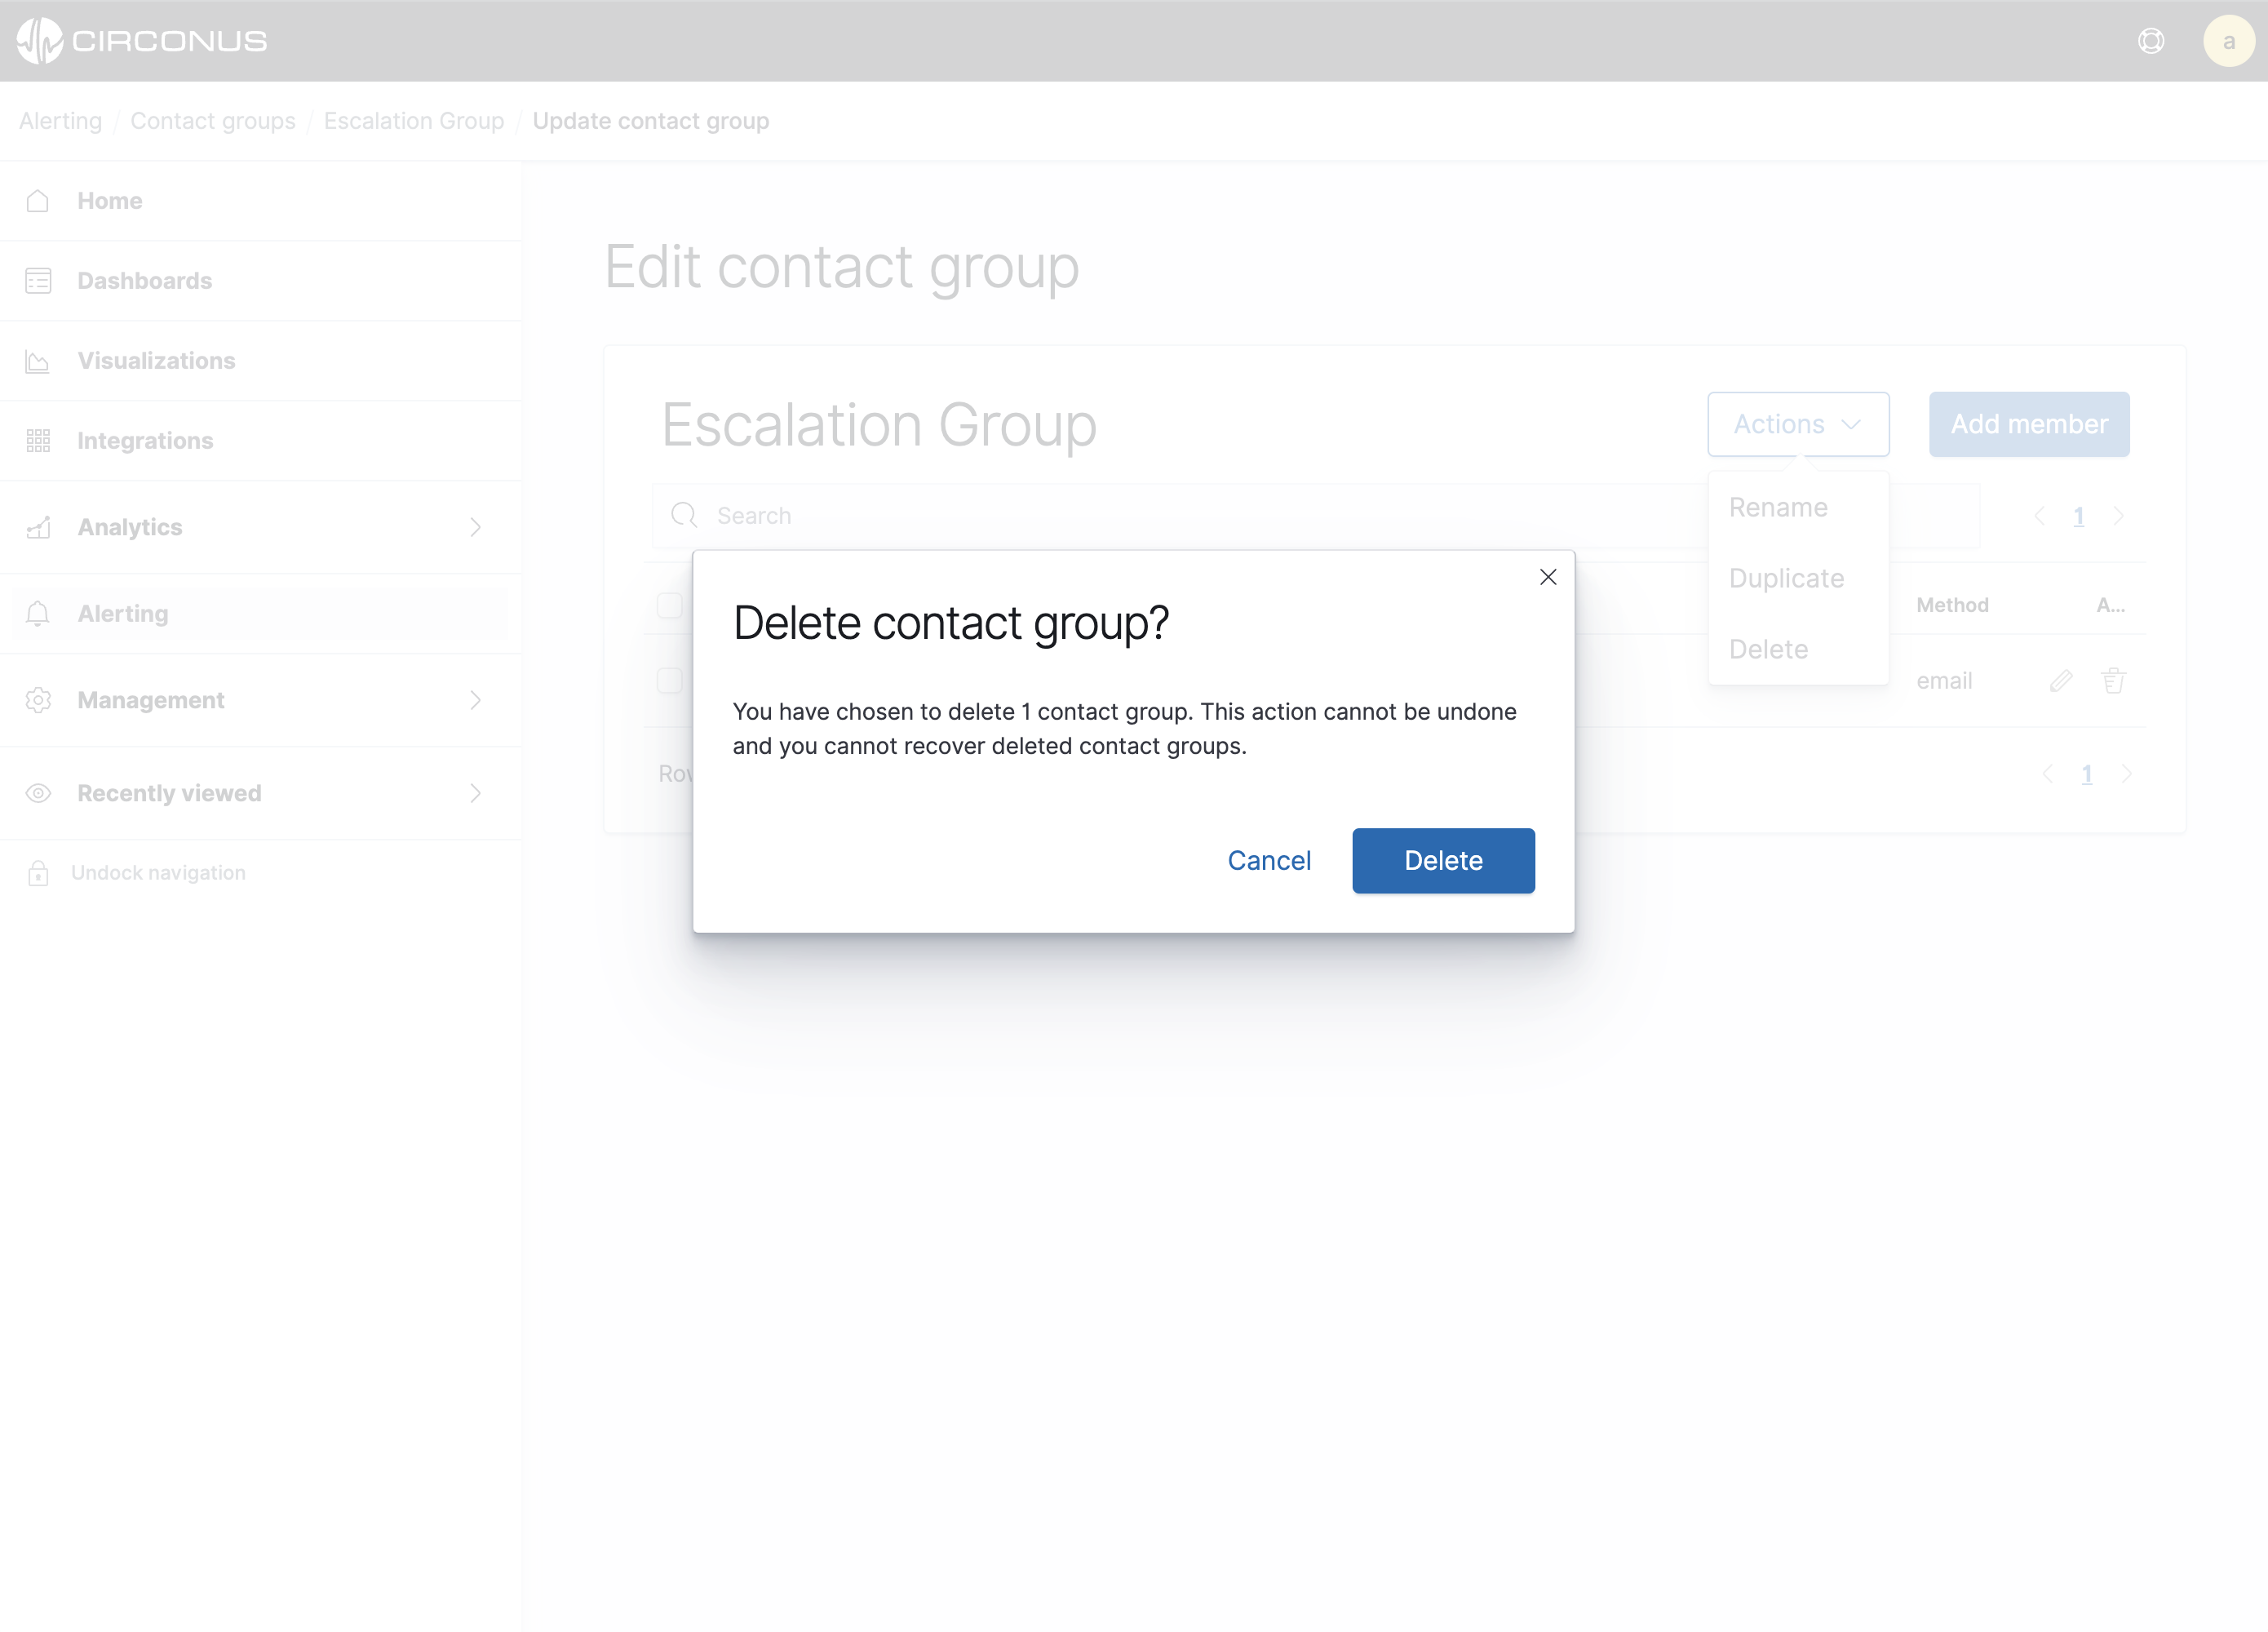 CIRCONUS
a
Alerting / Contact groups / Escalation Group / Update contact group
Home
Dashboards
Visualizations
Integrations
Analytics
Alerting
Management
Recently viewed
Undock navigation
Edit contact group
Escalation Group
Actions
Add member
Rename
Duplicate
Delete
Search
1
Method A...
email
1
Delete contact group?
You have chosen to delete 1 contact group. This action cannot be undone
and you cannot recover deleted contact groups.
Cancel
Delete